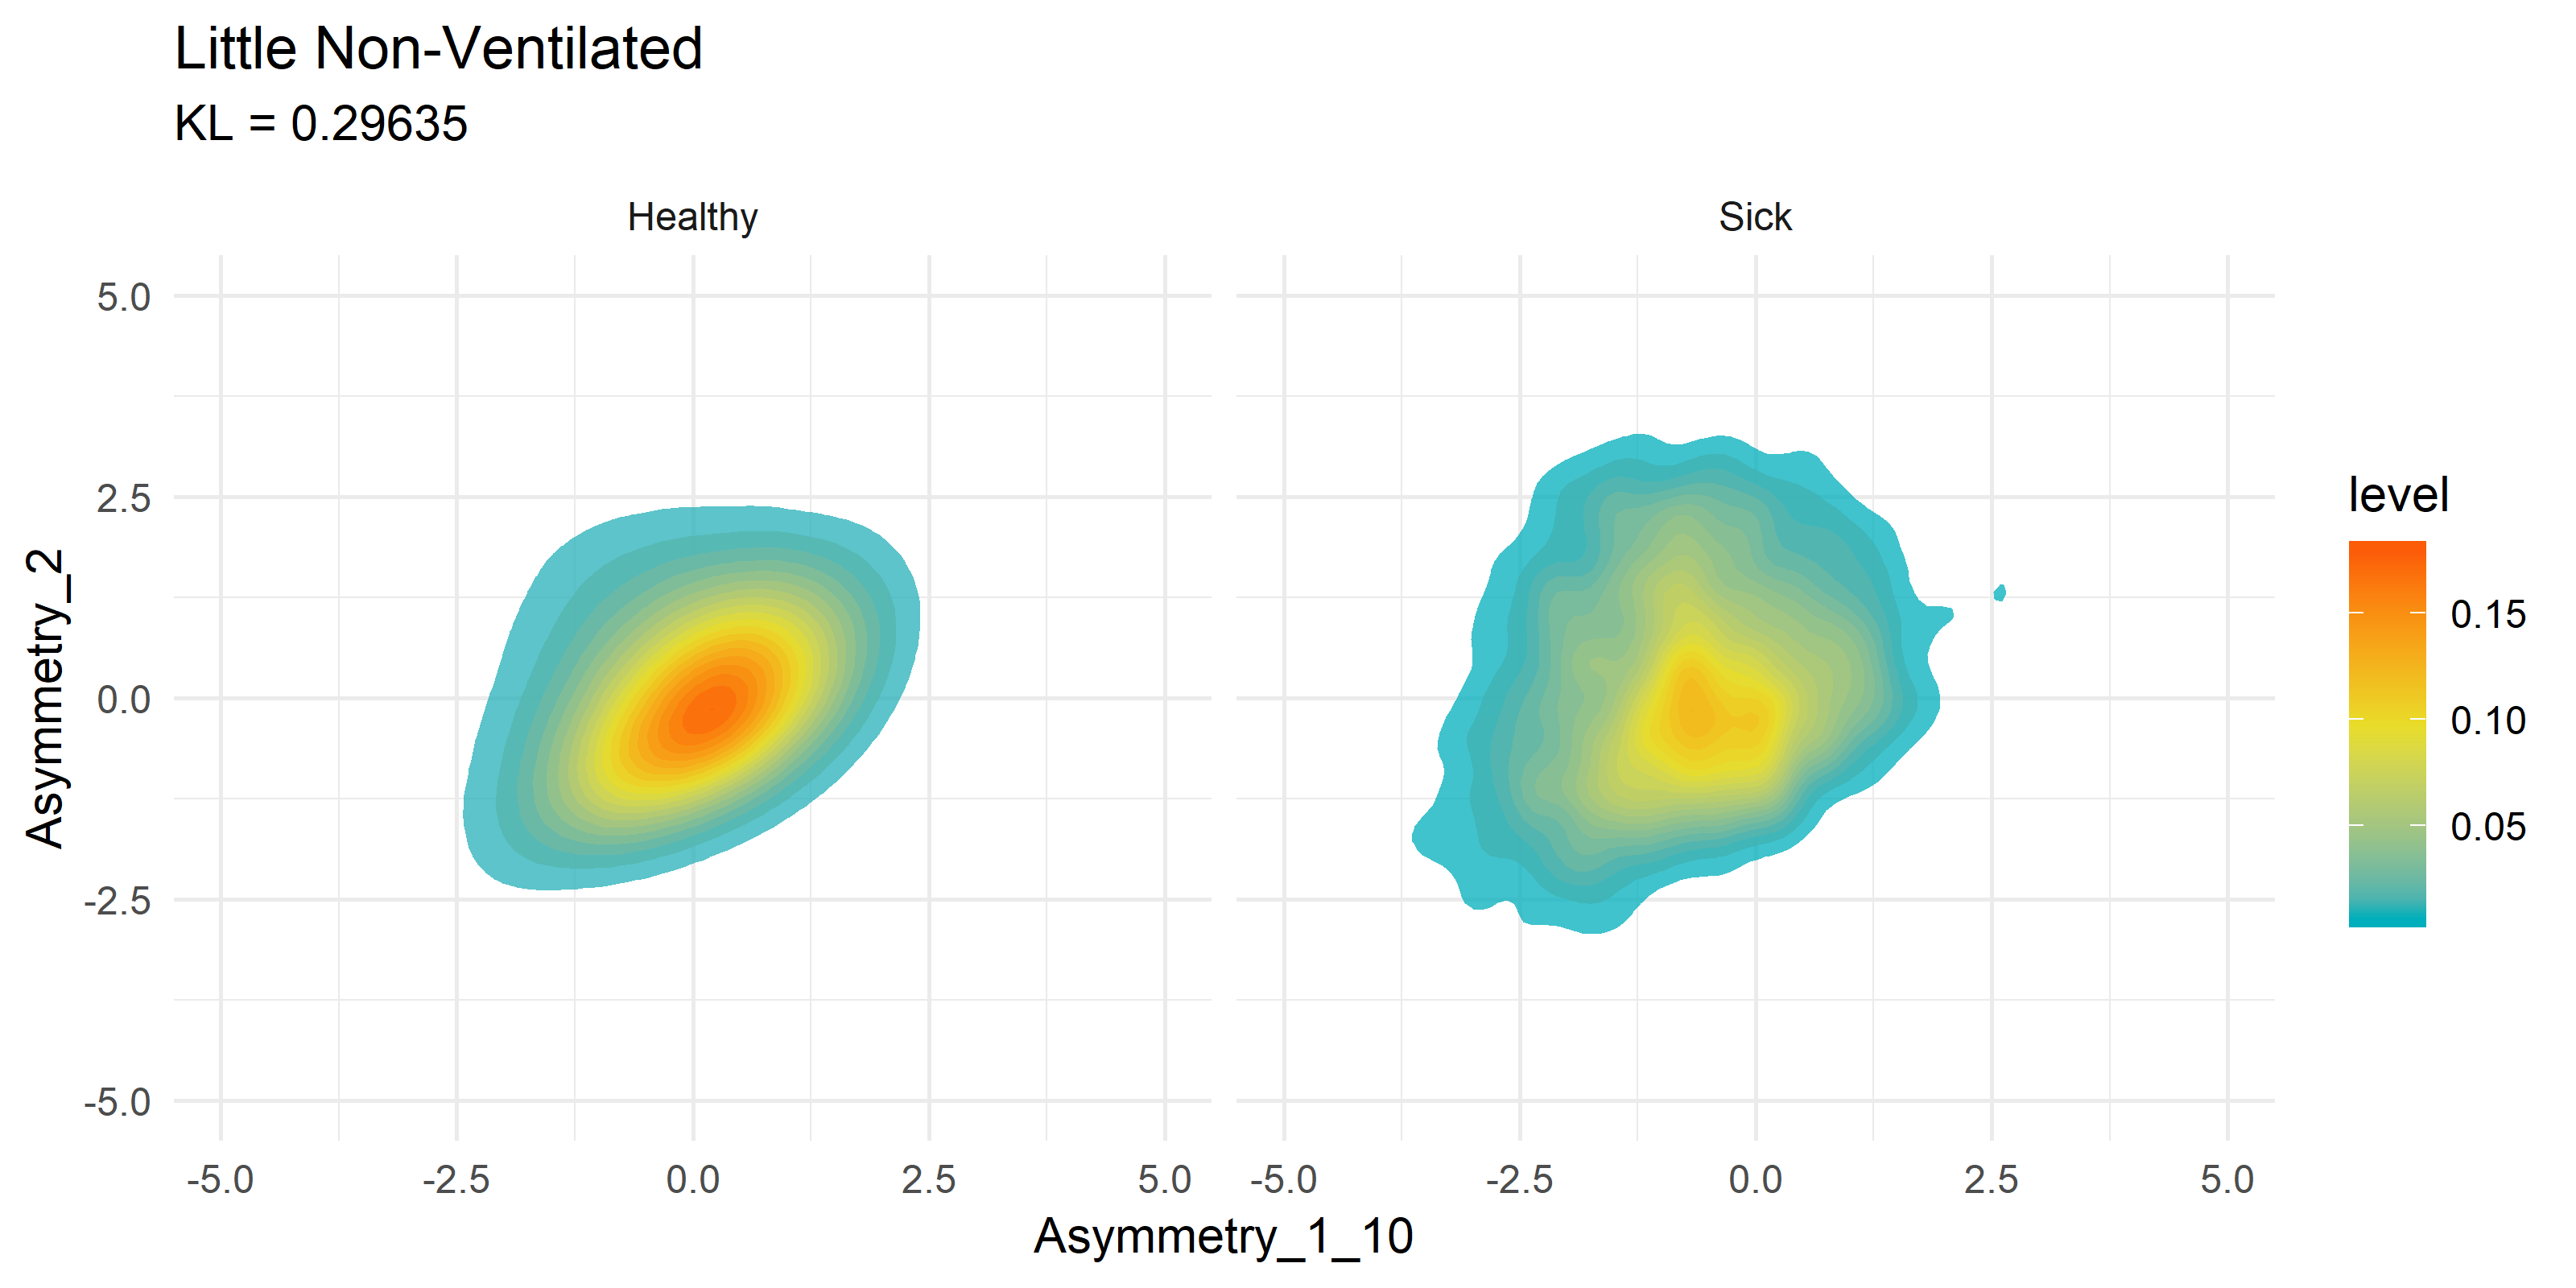 Little Non-Ventilated
KL = 0.29635
Healthy
Sick
5.0
2.5
0.0
-2.5
-5.0
Asymmetry_2
-5.0 -2.5 0.0 2.5 5.0
-5.0 -2.5 0.0 2.5 5.0
Asymmetry_1_10
level
0.15
0.10
0.05